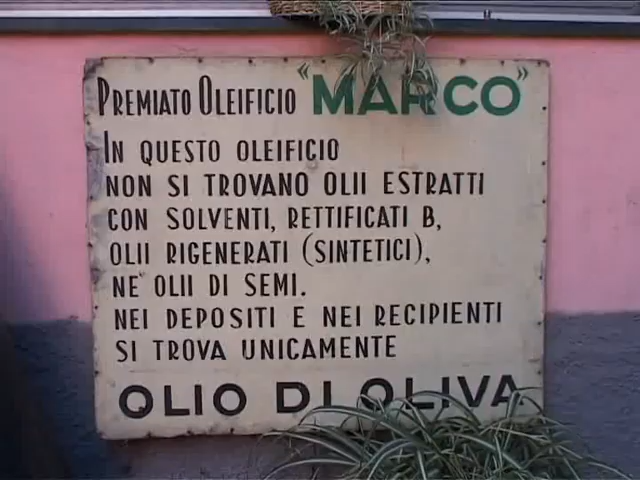 PREMIATO OLEIFICIO "MARCO"
IN QUESTO OLEIFICIO
NON SI TROVANO OLII ESTRATTI
CON SOLVENTI, RETTIFICATI B,
OLII RIGENERATI (SINTETICI),
NE' OLII DI SEMI.
NEI DEPOSITI E NEI RECIPIENTI
SI TROVA UNICAMENTE
OLIO DI OLIVA